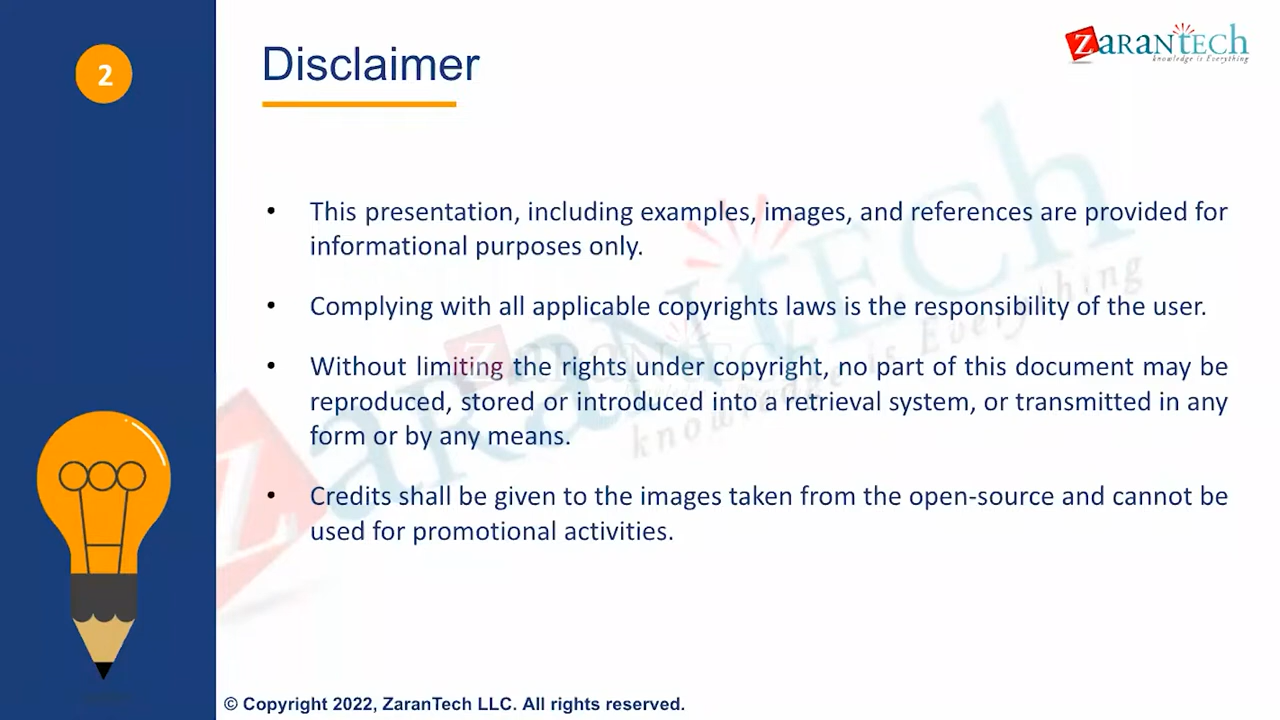 2
Disclaimer
ZARANTECH
knowledge is Everything
• This presentation, including examples, images, and references are provided for
informational purposes only.
• Complying with all applicable copyrights laws is the responsibility of the user.
• Without limiting the rights under copyright, no part of this document may be
reproduced, stored or introduced into a retrieval system, or transmitted in any
form or by any means.
• Credits shall be given to the images taken from the open-source and cannot be
used for promotional activities.
ZARANTECH
knowledge is Everything
© Copyright 2022, ZaranTech LLC. All rights reserved.